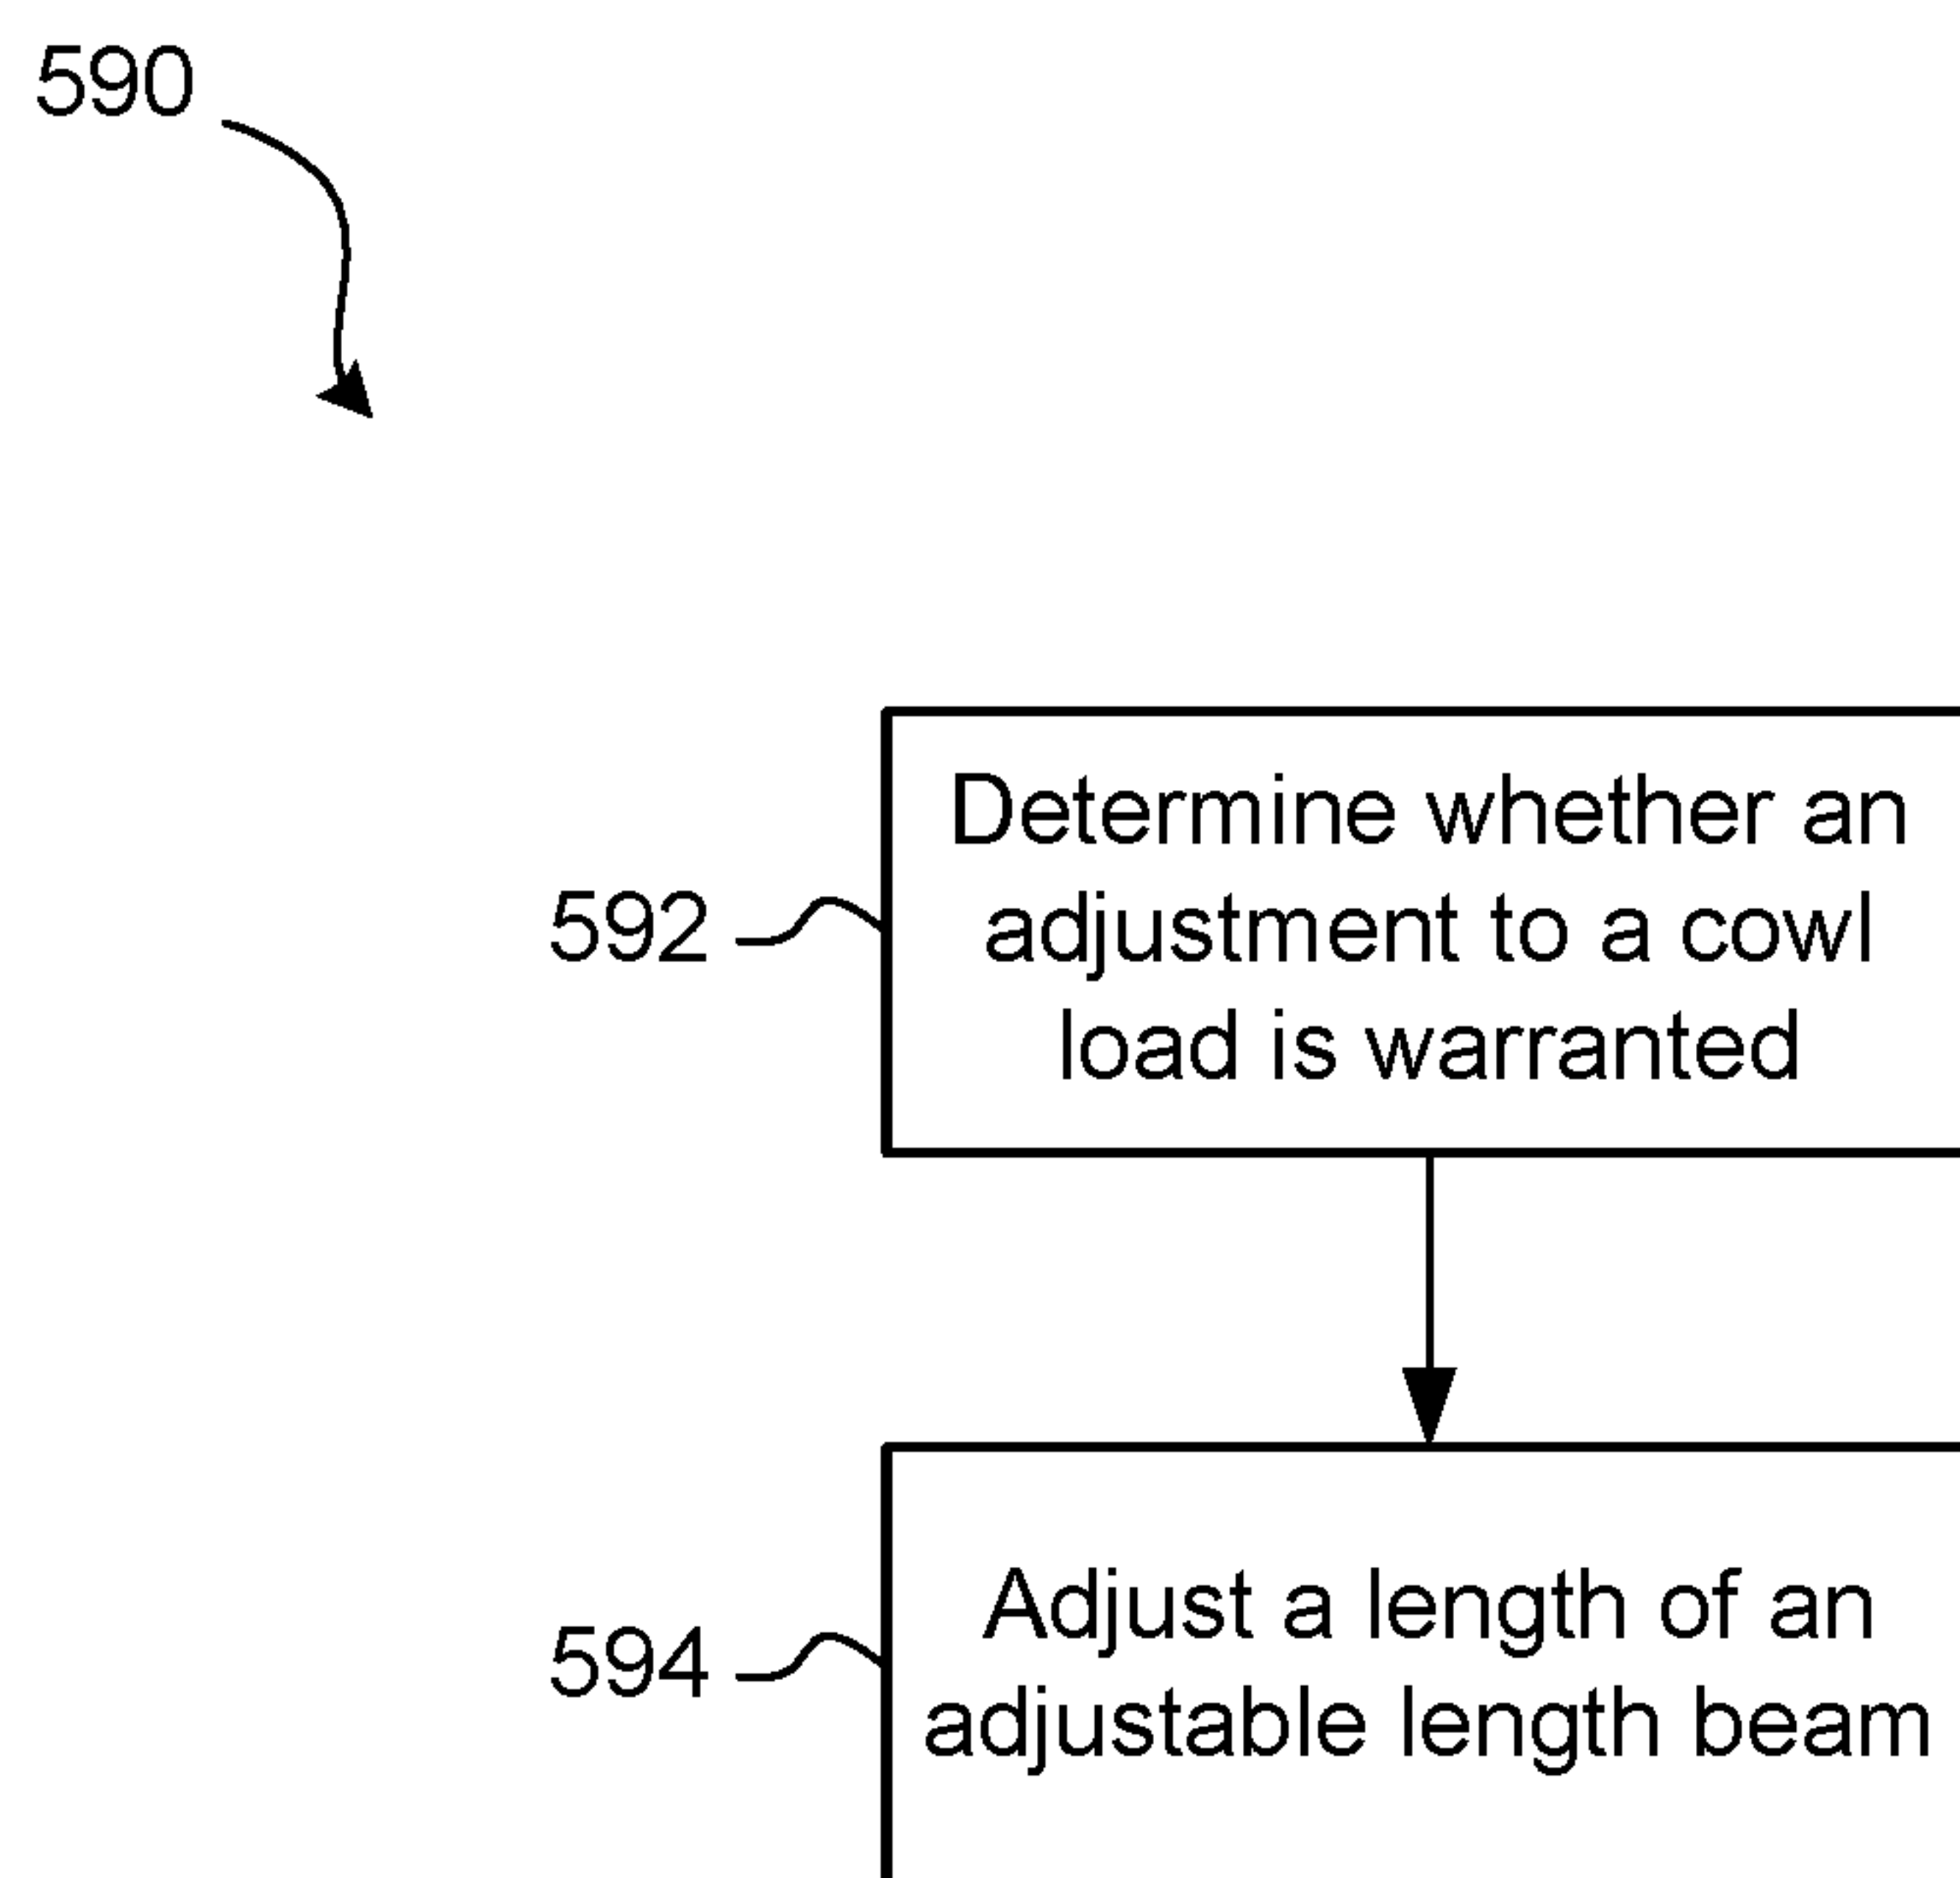 590
592
Determine whether an
adjustment to a cowl
load is warranted
594
Adjust a length of an
adjustable length beam